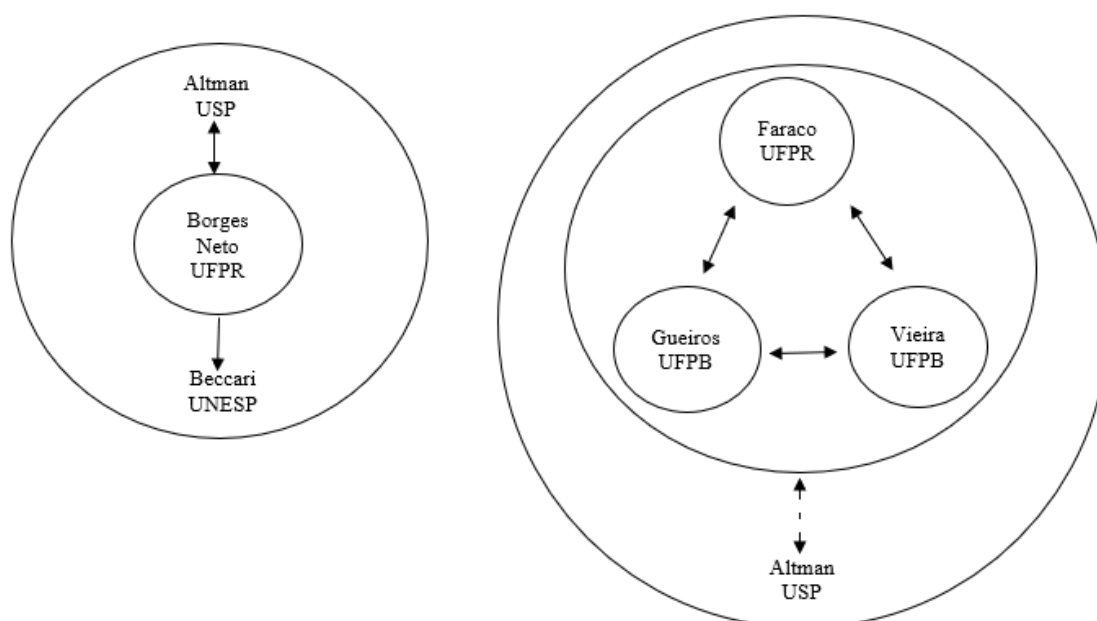 Altman
USP
Borges
Neto
UFPR
Beccari
UNESP
Faraco
UFPR
Gueiros
UFPB
Vieira
UFPB
Altman
USP